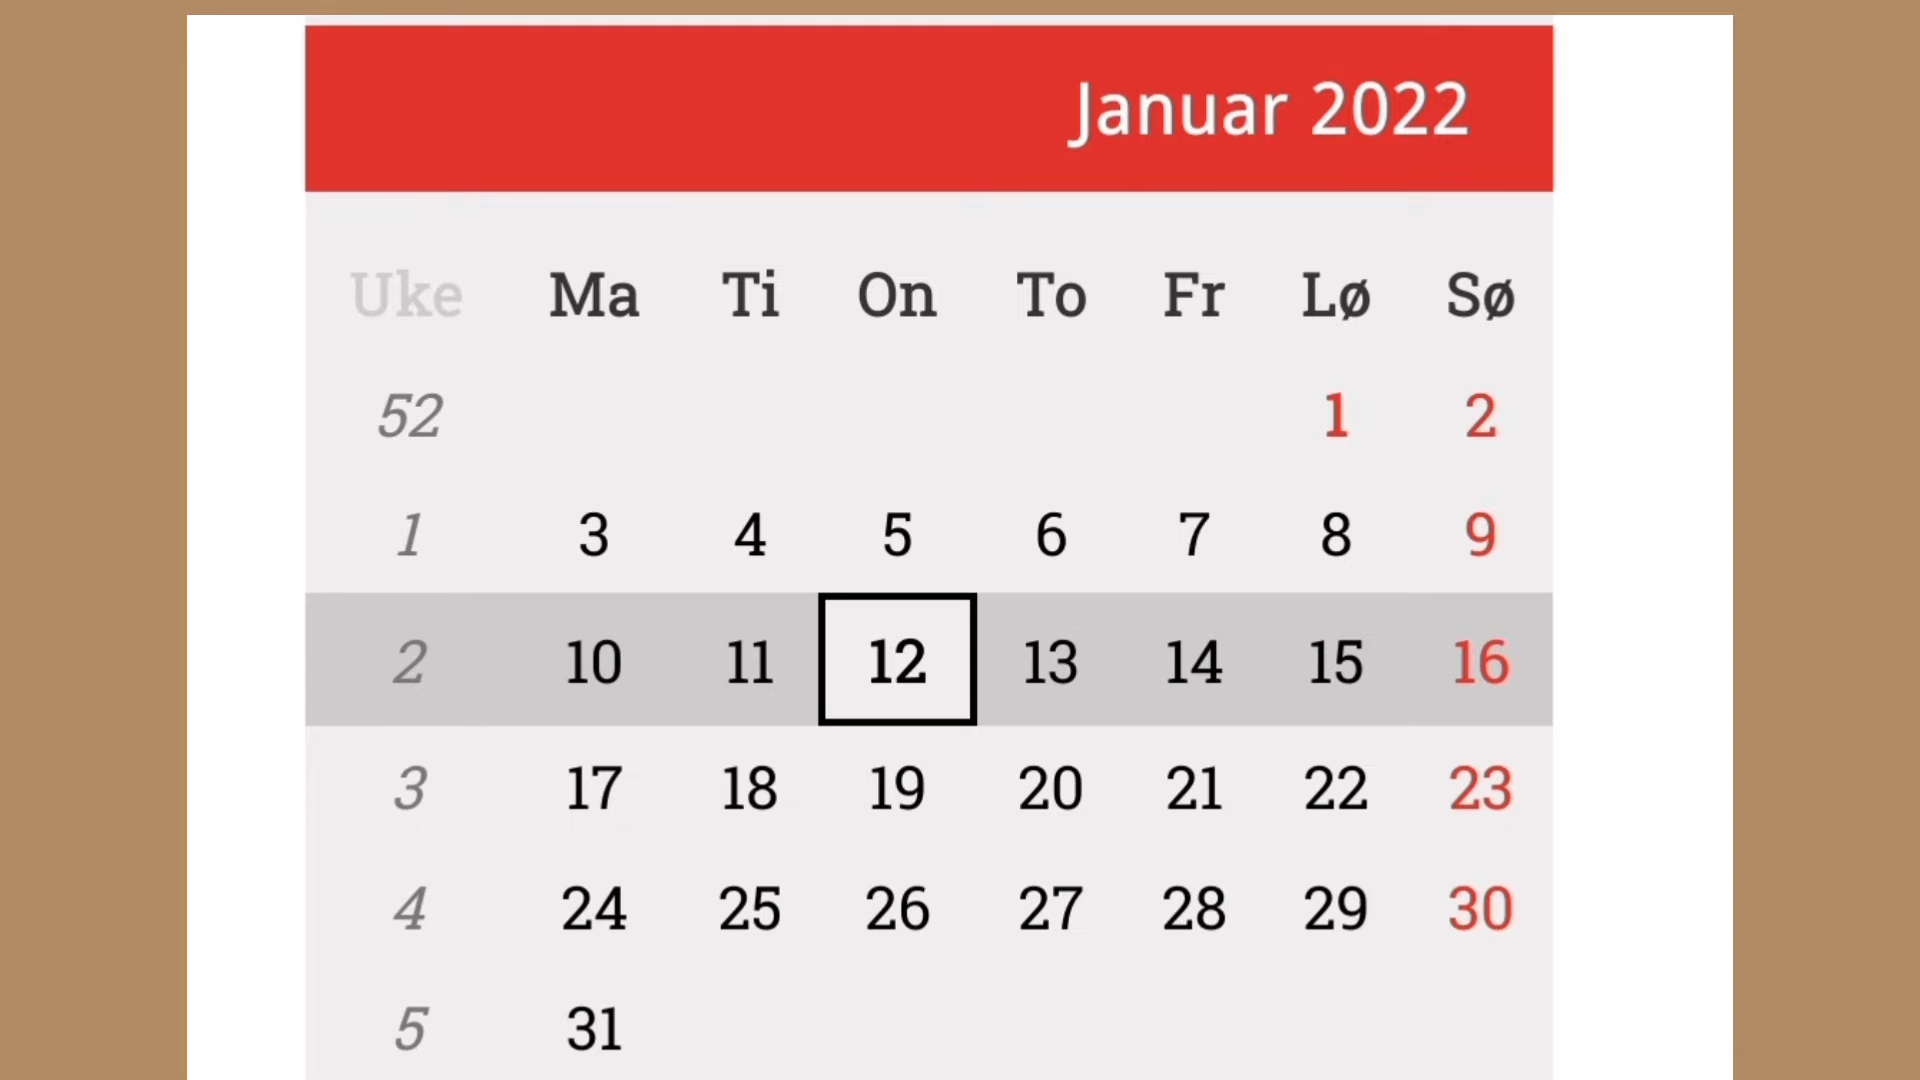 Januar 2022
Uke Ma Ti On To Fr Lø Sø
52 1 2
1 3 4 5 6 7 8 9
2 10 11 12 13 14 15 16
3 17 18 19 20 21 22 23
4 24 25 26 27 28 29 30
5 31